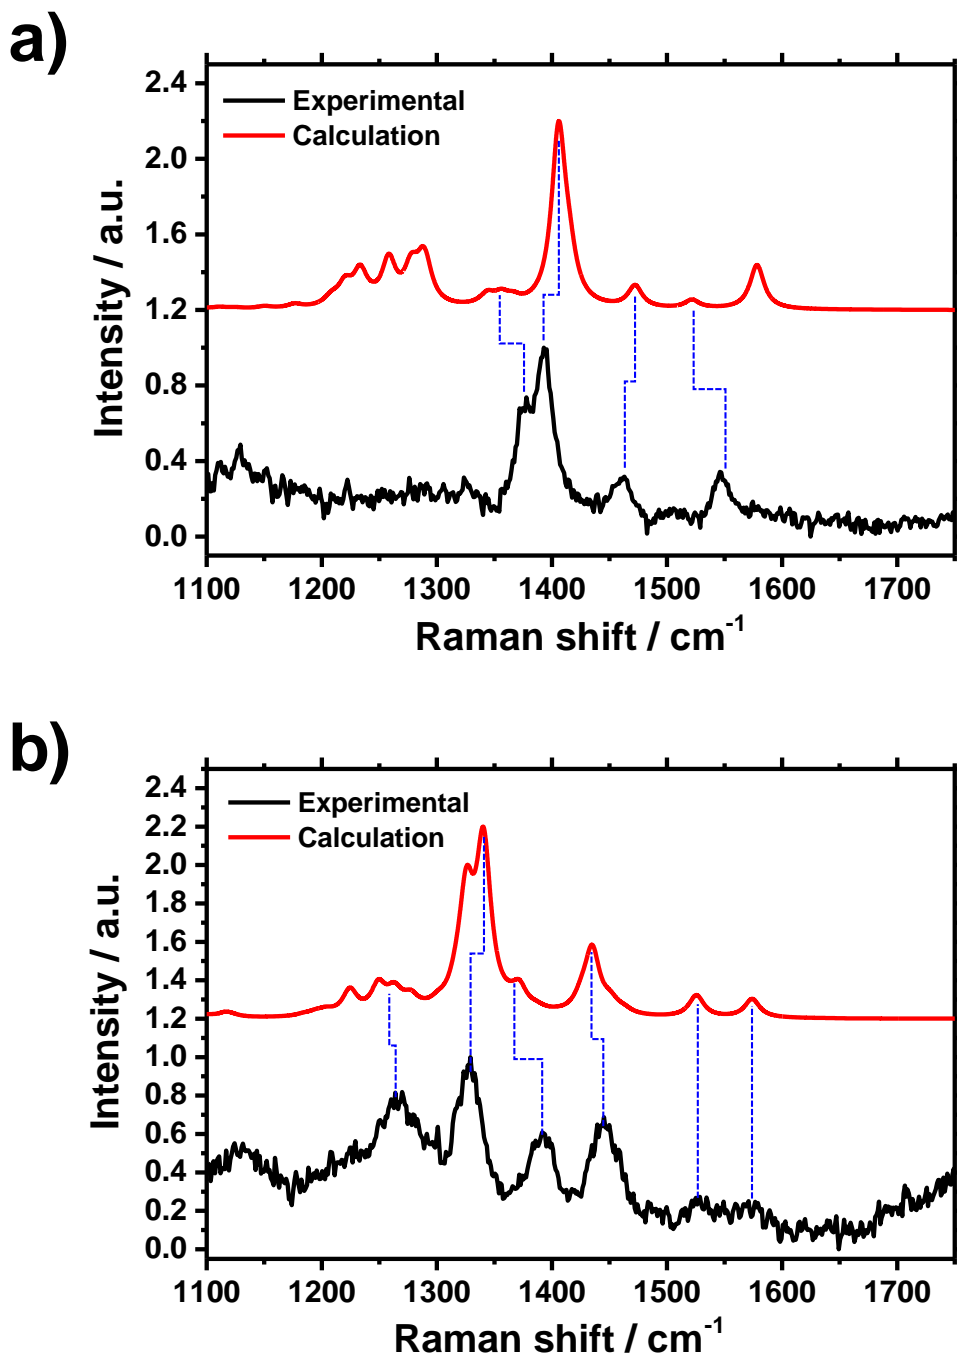 a)
Experimental
Calculation
2.4
2.0
1.6
1.2
0.8
0.4
0.0
Intensity / a.u.
1100 1200 1300 1400 1500 1600 1700
Raman shift / cm⁻¹
b)
Experimental
Calculation
2.4
2.2
2.0
1.8
1.6
1.4
1.2
1.0
0.8
0.6
0.4
0.2
0.0
Intensity / a.u.
1100 1200 1300 1400 1500 1600 1700
Raman shift / cm⁻¹